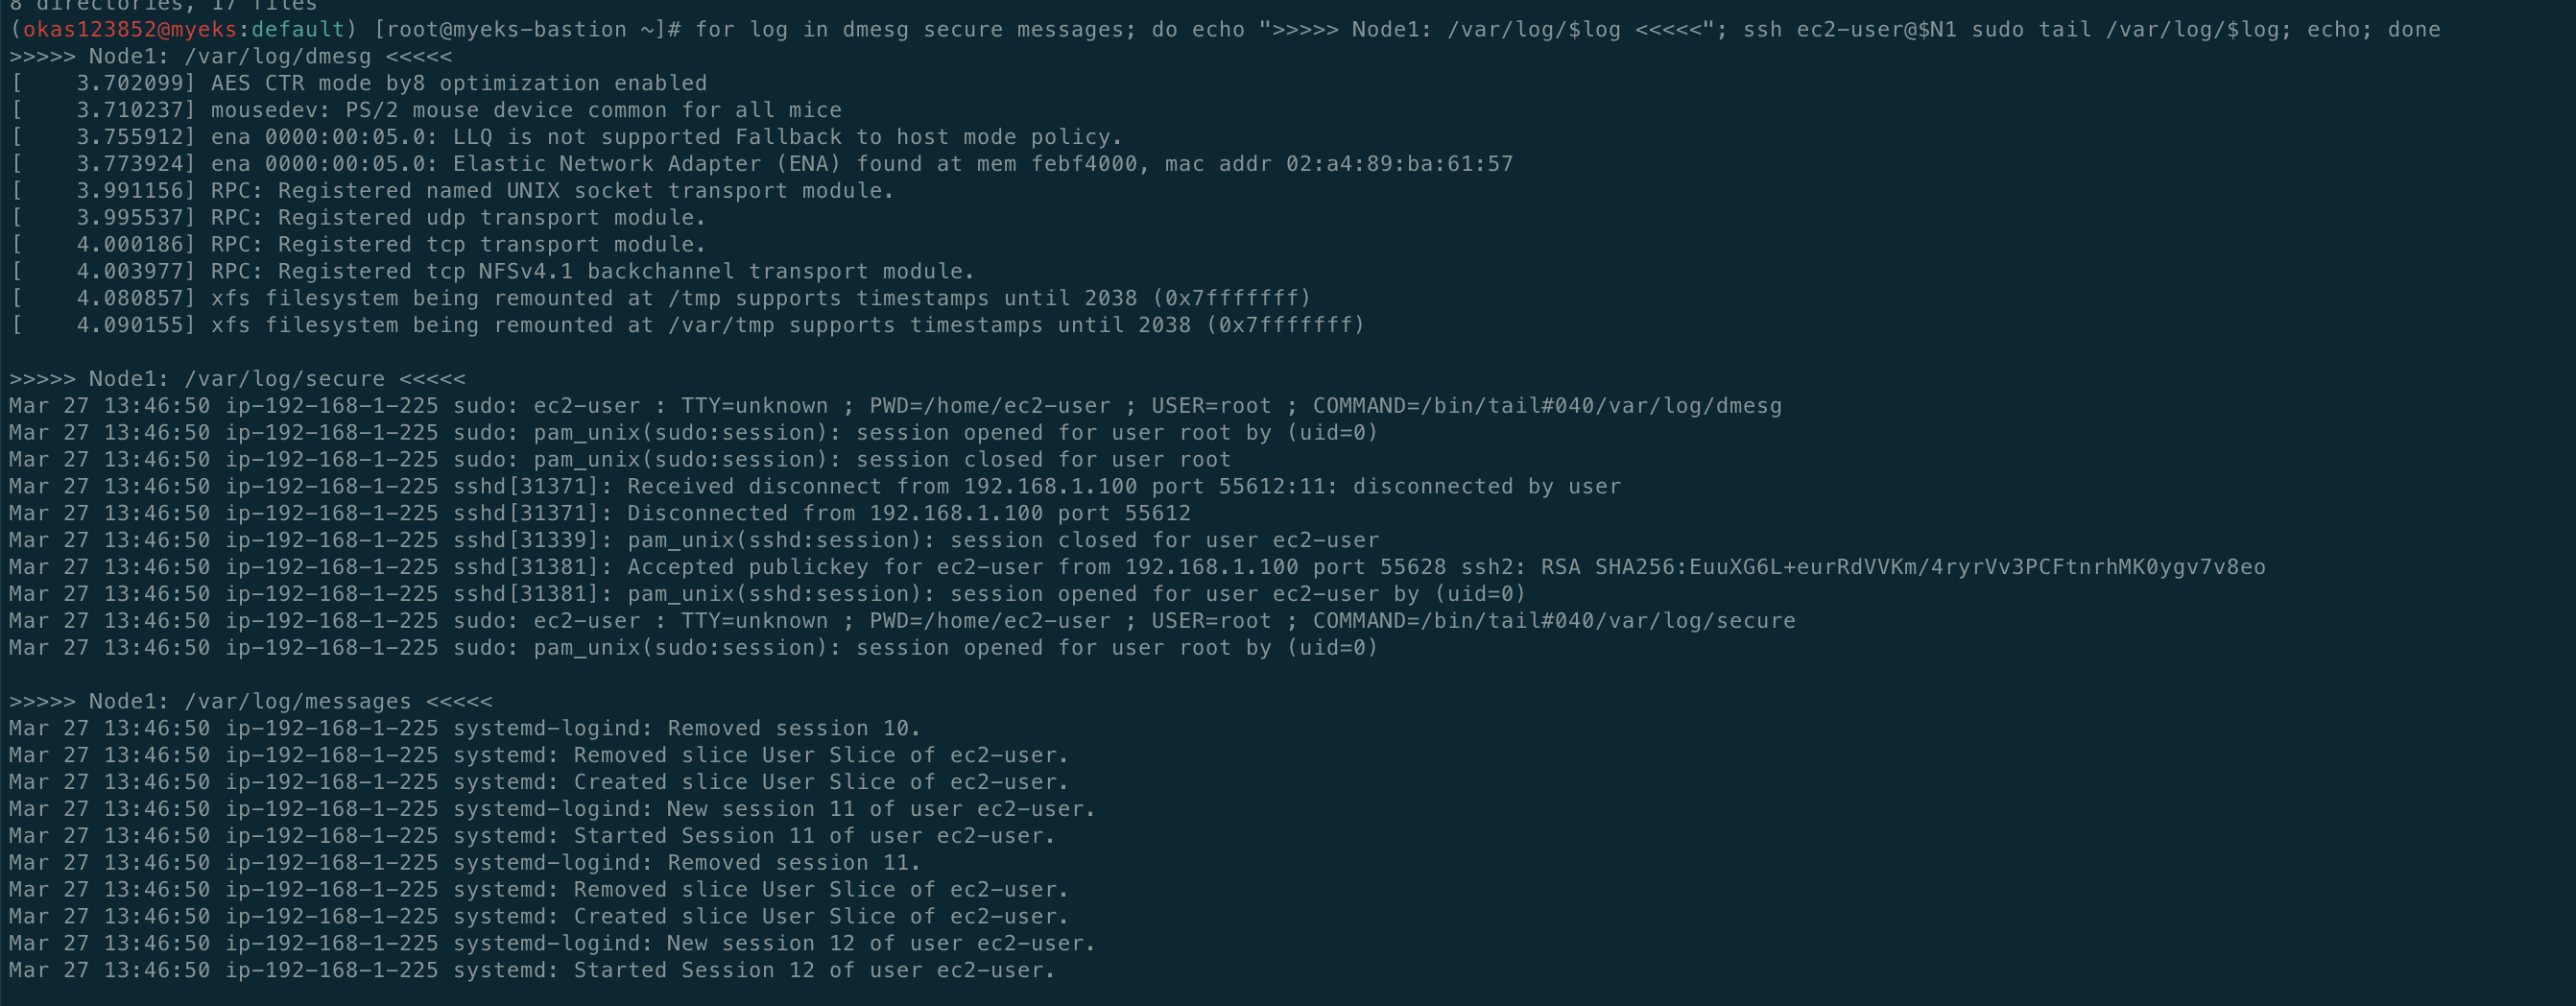 8 directories, 17 files
(okas123852@myeks:default) [root@myeks-bastion ~]# for log in dmesg secure messages; do echo ">>>>> Node1: /var/log/$log <<<<<"; ssh ec2-user@$N1 sudo tail /var/log/$log; echo; done
>>>>> Node1: /var/log/dmesg <<<<<
[    3.702099] AES CTR mode by8 optimization enabled
[    3.710237] mousedev: PS/2 mouse device common for all mice
[    3.755912] ena 0000:00:05.0: LLQ is not supported Fallback to host mode policy.
[    3.773924] ena 0000:00:05.0: Elastic Network Adapter (ENA) found at mem febf4000, mac addr 02:a4:89:ba:61:57
[    3.991156] RPC: Registered named UNIX socket transport module.
[    3.995537] RPC: Registered udp transport module.
[    4.000186] RPC: Registered tcp transport module.
[    4.003977] RPC: Registered tcp NFSv4.1 backchannel transport module.
[    4.080857] xfs filesystem being remounted at /tmp supports timestamps until 2038 (0x7fffffff)
[    4.090155] xfs filesystem being remounted at /var/tmp supports timestamps until 2038 (0x7fffffff)

>>>>> Node1: /var/log/secure <<<<<
Mar 27 13:46:50 ip-192-168-1-225 sudo: ec2-user : TTY=unknown ; PWD=/home/ec2-user ; USER=root ; COMMAND=/bin/tail#040/var/log/dmesg
Mar 27 13:46:50 ip-192-168-1-225 sudo: pam_unix(sudo:session): session opened for user root by (uid=0)
Mar 27 13:46:50 ip-192-168-1-225 sudo: pam_unix(sudo:session): session closed for user root
Mar 27 13:46:50 ip-192-168-1-225 sshd[31371]: Received disconnect from 192.168.1.100 port 55612:11: disconnected by user
Mar 27 13:46:50 ip-192-168-1-225 sshd[31371]: Disconnected from 192.168.1.100 port 55612
Mar 27 13:46:50 ip-192-168-1-225 sshd[31339]: pam_unix(sshd:session): session closed for user ec2-user
Mar 27 13:46:50 ip-192-168-1-225 sshd[31381]: Accepted publickey for ec2-user from 192.168.1.100 port 55628 ssh2: RSA SHA256:EuuXG6L+eurRdVVKm/4ryrVv3PCFtnrhMK0ygv7v8eo
Mar 27 13:46:50 ip-192-168-1-225 sshd[31381]: pam_unix(sshd:session): session opened for user ec2-user by (uid=0)
Mar 27 13:46:50 ip-192-168-1-225 sudo: ec2-user : TTY=unknown ; PWD=/home/ec2-user ; USER=root ; COMMAND=/bin/tail#040/var/log/secure
Mar 27 13:46:50 ip-192-168-1-225 sudo: pam_unix(sudo:session): session opened for user root by (uid=0)

>>>>> Node1: /var/log/messages <<<<<
Mar 27 13:46:50 ip-192-168-1-225 systemd-logind: Removed session 10.
Mar 27 13:46:50 ip-192-168-1-225 systemd: Removed slice User Slice of ec2-user.
Mar 27 13:46:50 ip-192-168-1-225 systemd: Created slice User Slice of ec2-user.
Mar 27 13:46:50 ip-192-168-1-225 systemd-logind: New session 11 of user ec2-user.
Mar 27 13:46:50 ip-192-168-1-225 systemd: Started Session 11 of user ec2-user.
Mar 27 13:46:50 ip-192-168-1-225 systemd-logind: Removed session 11.
Mar 27 13:46:50 ip-192-168-1-225 systemd: Removed slice User Slice of ec2-user.
Mar 27 13:46:50 ip-192-168-1-225 systemd: Created slice User Slice of ec2-user.
Mar 27 13:46:50 ip-192-168-1-225 systemd-logind: New session 12 of user ec2-user.
Mar 27 13:46:50 ip-192-168-1-225 systemd: Started Session 12 of user ec2-user.